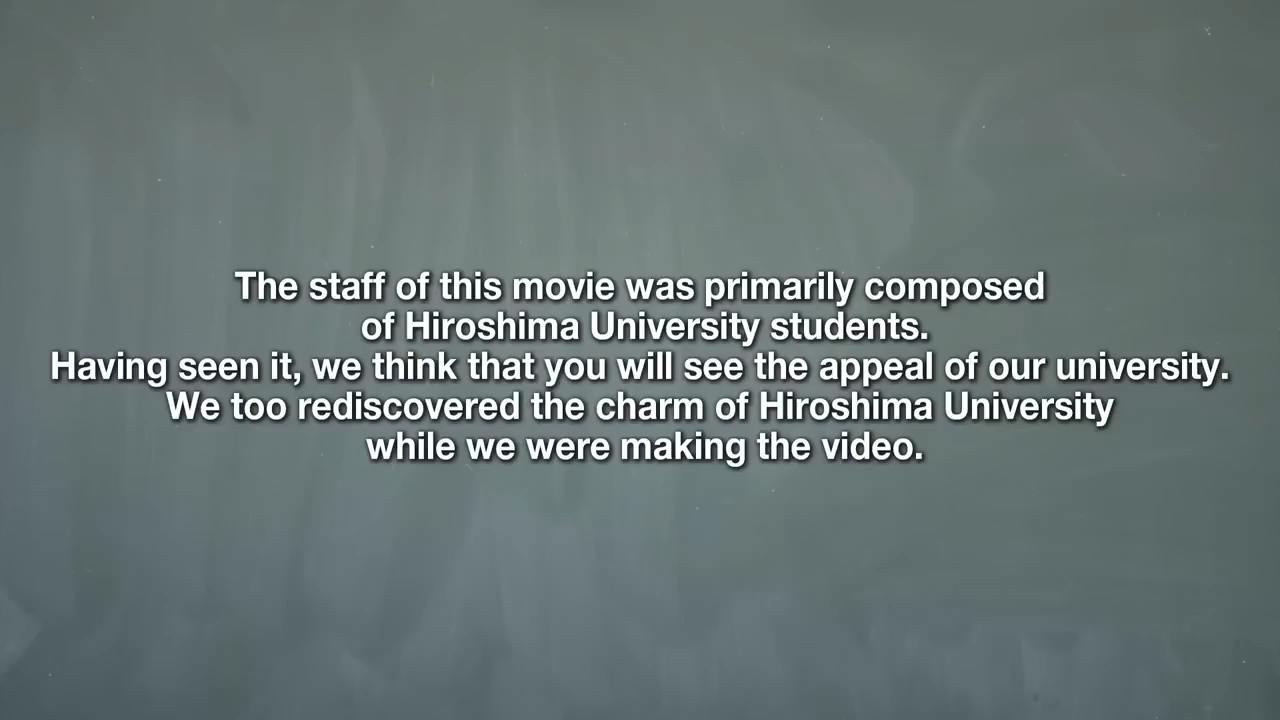 The staff of this movie was primarily composed
of Hiroshima University students.
Having seen it, we think that you will see the appeal of our university.
We too rediscovered the charm of Hiroshima University
while we were making the video.